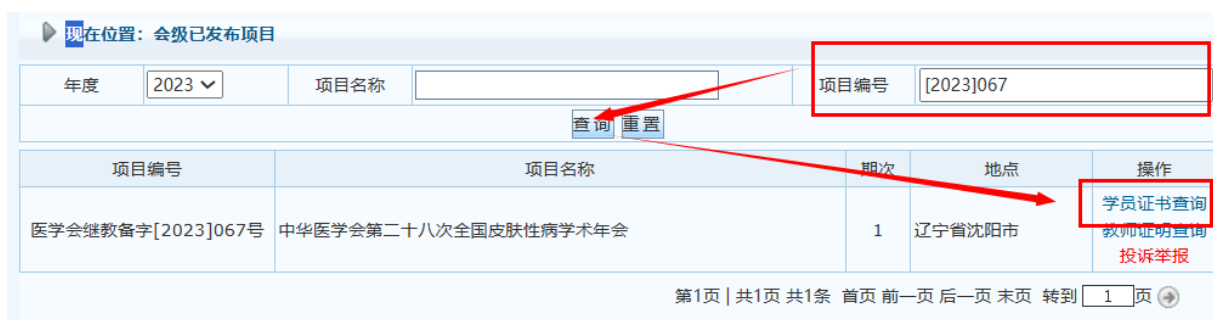 现在位置：会级已发布项目
年度 2023 项目名称 项目编号 [2023]067
查询 重置
项目编号 项目名称 期次 地点 操作
学员证书查询
医学会继教备字[2023]067号 中华医学会第二十八次全国皮肤性病学术年会 1 辽宁省沈阳市 教师证明查询
投诉举报
第1页 | 共1页 共1条 首页 前一页 后一页 末页 转到 1 页